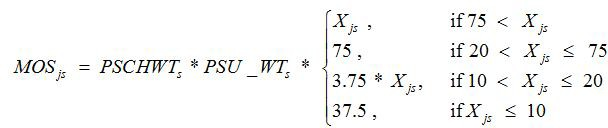 X_js ,    if 75 < X_js
75 ,    if 20 < X_js ≤ 75
MOS_js = PSCHWT_s * PSU_WT_s *
3.75 * X_js,    if 10 < X_js ≤ 20
37.5 ,    if X_js ≤ 10